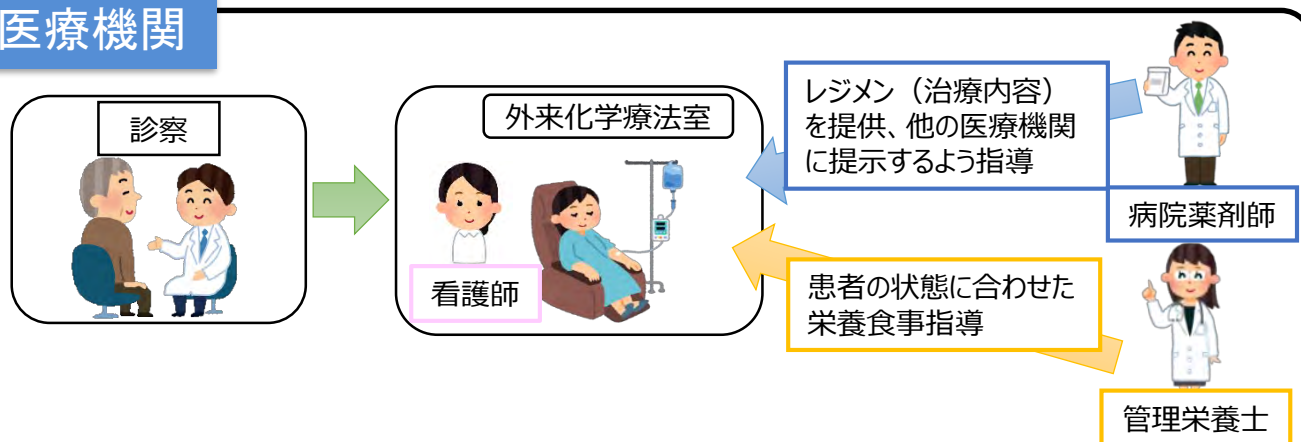 医療機関
診察
外来化学療法室
看護師
レジメン（治療内容）
を提供、他の医療機関
に提示するよう指導
病院薬剤師
患者の状態に合わせた
栄養食事指導
管理栄養士